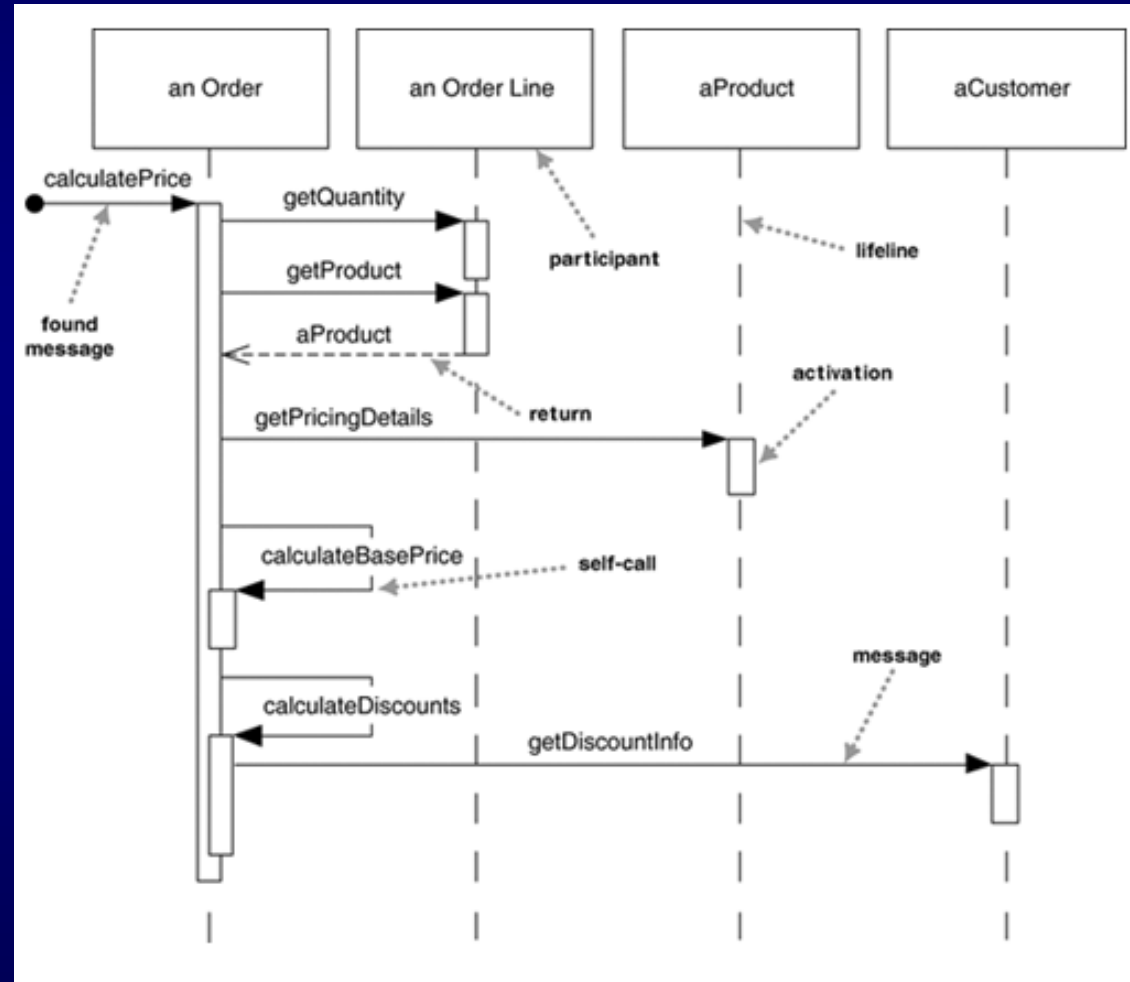 an Order
an Order Line
aProduct
aCustomer
calculatePrice
getQuantity
participant
lifeline
getProduct
found
message
aProduct
activation
return
getPricingDetails
calculateBasePrice
self-call
message
calculateDiscounts
getDiscountInfo